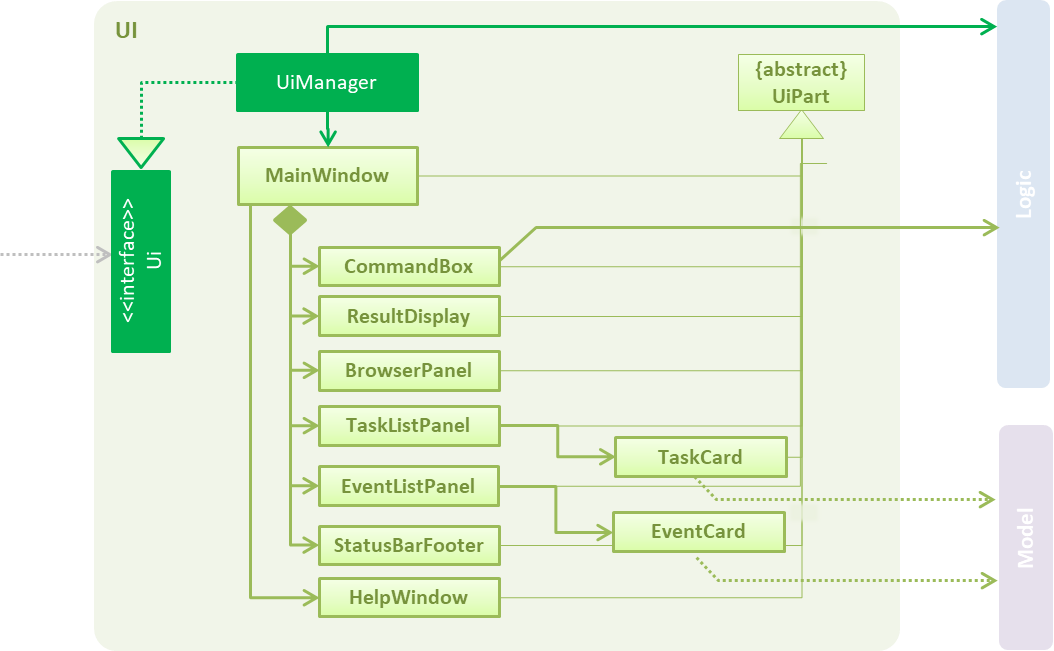 UI
UiManager
{abstract}
UiPart
MainWindow
<<interface>>
Ui
Logic
CommandBox
ResultDisplay
BrowserPanel
TaskListPanel
TaskCard
EventListPanel
EventCard
StatusBarFooter
HelpWindow
Model